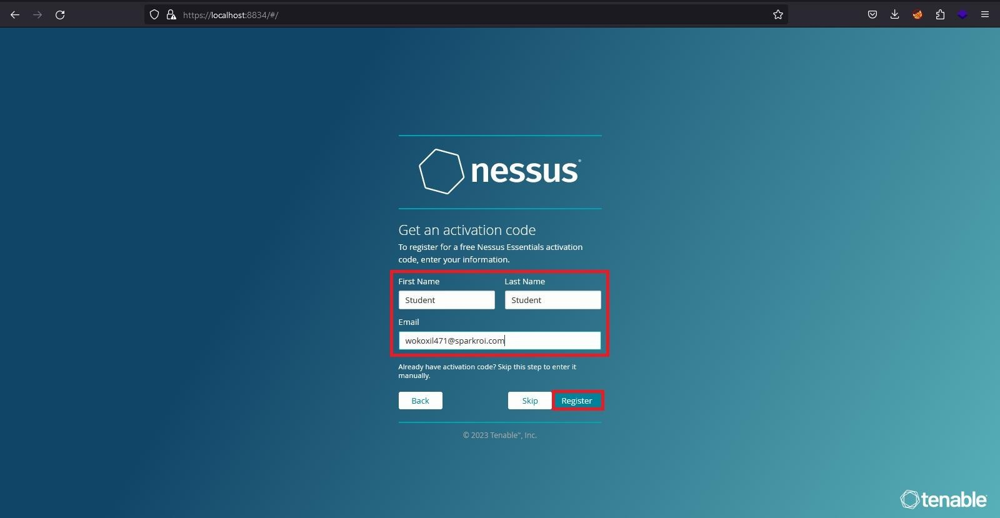 https://localhost:8834/#/
nessus®
Get an activation code
To register for a free Nessus Essentials activation
code, enter your information.
First Name Last Name
Student Student
Email
wokoxil471@sparkroi.com
Already have activation code? Skip this step to enter it
manually.
Back Skip Register
© 2023 Tenable™, Inc.
tenable